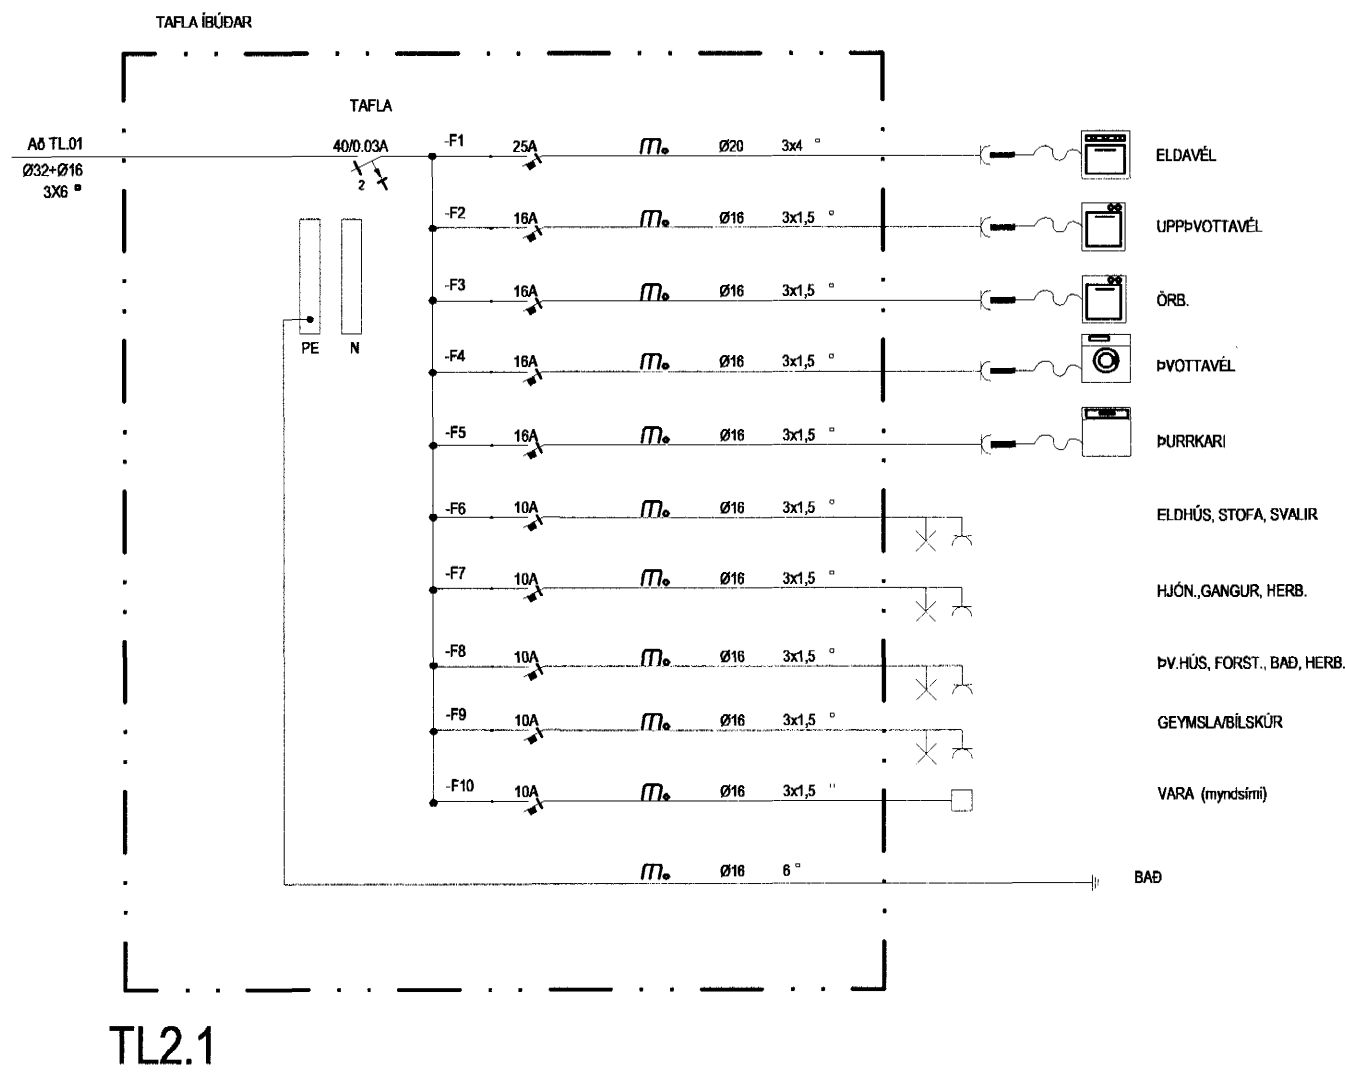 TAFLA ÍBÚÐAR
TAFLA
Að TL.01
Ø32+Ø16
3X6 ▫
40/0.03A
2
PE
N
-F1 25A m. Ø20 3x4 ▫ ELDAVÉL
-F2 16A m. Ø16 3x1,5 ▫ UPPÞVOTTAVÉL
-F3 16A m. Ø16 3x1,5 ▫ ÖRB.
-F4 16A m. Ø16 3x1,5 ▫ ÞVOTTAVÉL
-F5 16A m. Ø16 3x1,5 ▫ ÞURRKARI
-F6 10A m. Ø16 3x1,5 ▫ ELDHÚS, STOFA, SVALIR
-F7 10A m. Ø16 3x1,5 ▫ HJÓN.,GANGUR, HERB.
-F8 10A m. Ø16 3x1,5 ▫ ÞV.HÚS, FORST., BAÐ, HERB.
-F9 10A m. Ø16 3x1,5 ▫ GEYMSLA/BÍLSKÚR
-F10 10A m. Ø16 3x1,5 ▫ VARA (myndsími)
m. Ø16 6 ▫ BAÐ
TL2.1